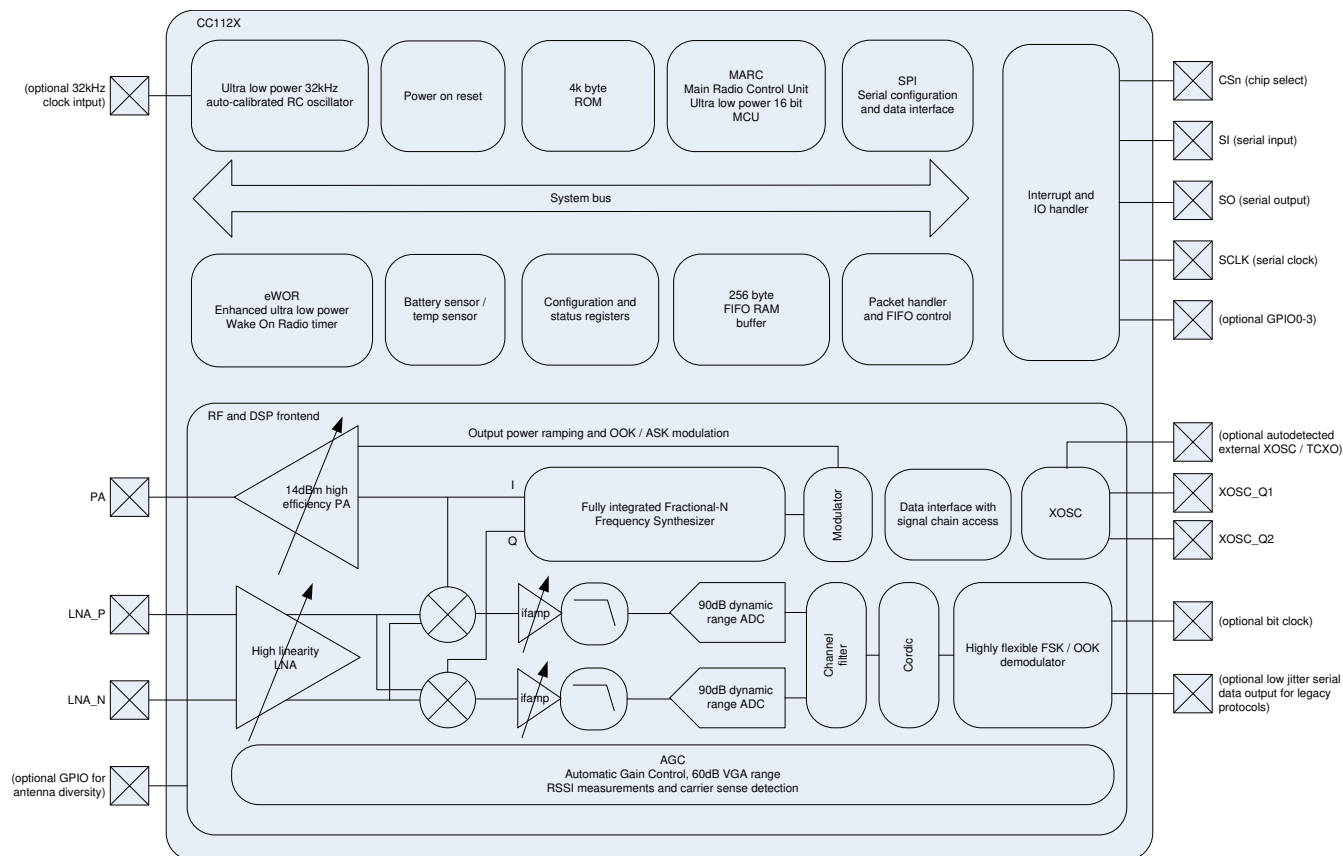 CC112X
(optional 32kHz
clock intput)
Ultra low power 32kHz
auto-calibrated RC oscillator
Power on reset
4k byte
ROM
MARC
Main Radio Control Unit
Ultra low power 16 bit
MCU
SPI
Serial configuration
and data interface
Interrupt and
IO handler
CSn (chip select)
SI (serial input)
SO (serial output)
SCLK (serial clock)
(optional GPIO0-3)
System bus
eWOR
Enhanced ultra low power
Wake On Radio timer
Battery sensor /
temp sensor
Configuration and
status registers
256 byte
FIFO RAM
buffer
Packet handler
and FIFO control
RF and DSP frontend
Output power ramping and OOK / ASK modulation
PA
14dBm high
efficiency PA
I
Q
Fully integrated Fractional-N
Frequency Synthesizer
Modulator
Data interface with
signal chain access
XOSC
(optional autodetected
external XOSC / TCXO)
XOSC_Q1
XOSC_Q2
LNA_P
LNA_N
High linearity
LNA
ifamp
90dB dynamic
range ADC
ifamp
90dB dynamic
range ADC
Channel
filter
Cordic
Highly flexible FSK / OOK
demodulator
(optional bit clock)
(optional low jitter serial
data output for legacy
protocols)
(optional GPIO for
antenna diversity)
AGC
Automatic Gain Control, 60dB VGA range
RSSI measurements and carrier sense detection